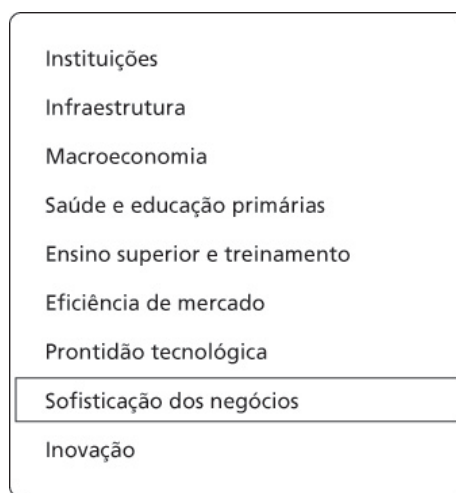 Instituições
Infraestrutura
Macroeconomia
Saúde e educação primárias
Ensino superior e treinamento
Eficiência de mercado
Prontidão tecnológica
Sofisticação dos negócios
Inovação